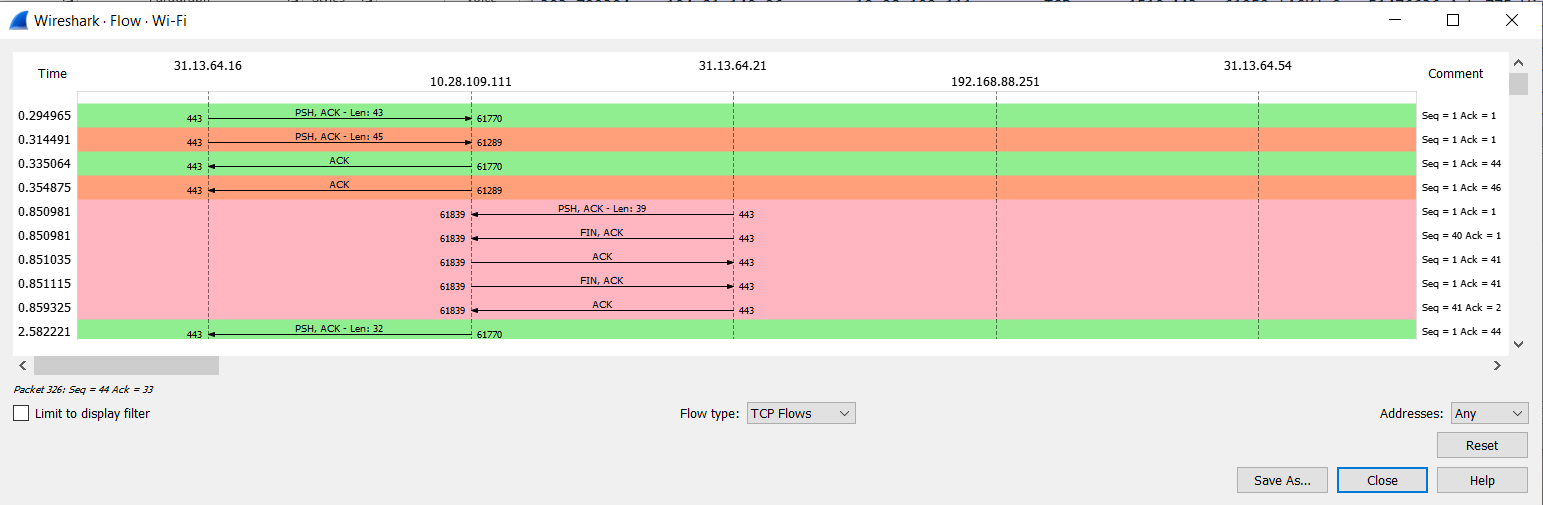 Wireshark · Flow · Wi-Fi
Time 31.13.64.16 10.28.109.111 31.13.64.21 192.168.88.251 31.13.64.54 Comment
0.294965 443 PSH, ACK - Len: 43 61770 Seq = 1 Ack = 1
0.314491 443 PSH, ACK - Len: 45 61289 Seq = 1 Ack = 1
0.335064 443 ACK 61770 Seq = 1 Ack = 44
0.354875 443 ACK 61289 Seq = 1 Ack = 46
0.850981 61839 PSH, ACK - Len: 39 443 Seq = 1 Ack = 1
0.850981 61839 FIN, ACK 443 Seq = 40 Ack = 1
0.851035 61839 ACK 443 Seq = 1 Ack = 41
0.851115 61839 FIN, ACK 443 Seq = 1 Ack = 41
0.859325 61839 ACK 443 Seq = 41 Ack = 2
2.582221 443 PSH, ACK - Len: 32 61770 Seq = 1 Ack = 44
Packet 326: Seq = 44 Ack = 33
Limit to display filter Flow type: TCP Flows Addresses: Any
Reset
Save As... Close Help